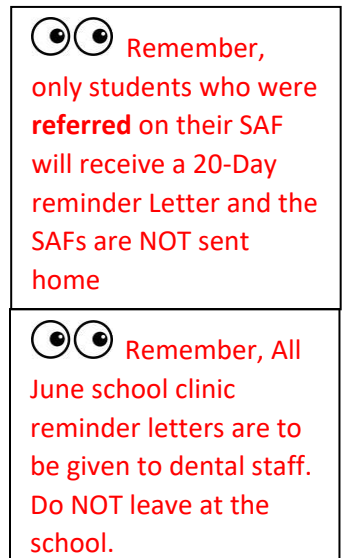 Remember,
only students who were
referred on their SAF
will receive a 20-Day
reminder Letter and the
SAFs are NOT sent
home
Remember, All
June school clinic
reminder letters are to
be given to dental staff.
Do NOT leave at the
school.